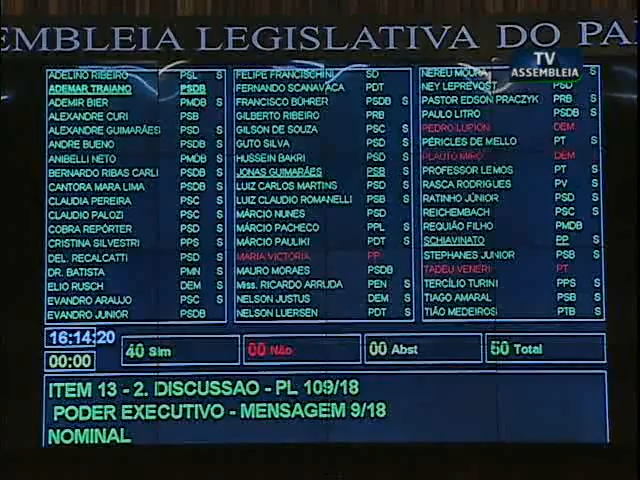 EMBLEIA LEGISLATIVA DO PA
TV
ASSEMBLEIA
ADELINO RIBEIRO PSL S
ADEMAR TRAIANO PSDB
ADEMIR BIER PMDB S
ALEXANDRE CURI PSB
ALEXANDRE GUIMARÃES PSD S
ANDRE BUENO PSDB S
ANIBELLI NETO PMDB S
BERNARDO RIBAS CARLI PSDB S
CANTORA MARA LIMA PSDB S
CLAUDIA PEREIRA PSC S
CLAUDIO PALOZI PSC S
COBRA REPÓRTER PSD S
CRISTINA SILVESTRI PPS S
DEL. RECALCATTI PSD S
DR. BATISTA PMN S
ELIO RUSCH DEM S
EVANDRO ARAUJO PSC S
EVANDRO JUNIOR PSDB
FELIPE FRANCISCHINI SD
FERNANDO SCANAVACA PDT
FRANCISCO BÜHRER PSDB S
GILBERTO RIBEIRO PRB
GILSON DE SOUZA PSC S
GUTO SILVA PSD S
HUSSEIN BAKRI PSD S
JONAS GUIMARÃES PSB S
LUIZ CARLOS MARTINS PSD S
LUIZ CLAUDIO ROMANELLI PSB S
MÁRCIO NUNES PSD
MÁRCIO PACHECO PPL S
MÁRCIO PAULIKI PDT S
MARIA VICTORIA PP
MAURO MORAES PSDB
Miss. RICARDO ARRUDA PEN S
NELSON JUSTUS DEM S
NELSON LUERSEN PDT S
NEREU MOURA S
NEY LEPREVOST PSD
PASTOR EDSON PRACZYK PRB S
PAULO LITRO PSDB S
PEDRO LUPION DEM
PÉRICLES DE MELLO PT S
PLAUTO MIRÓ DEM
PROFESSOR LEMOS PT S
RASCA RODRIGUES PV S
RATINHO JÚNIOR PSD S
REICHEMBACH PSC S
REQUIÃO FILHO PMDB
SCHIAVINATO PP S
STEPHANES JUNIOR PSB S
TADEU VENERI PT
TERCÍLIO TURINI PPS S
TIAGO AMARAL PSB S
TIÃO MEDEIROS PTB S
16:14:20
00:00
40 Sim 00 Não 00 Abst 50 Total
ITEM 13 - 2. DISCUSSAO - PL 109/18
PODER EXECUTIVO - MENSAGEM 9/18
NOMINAL